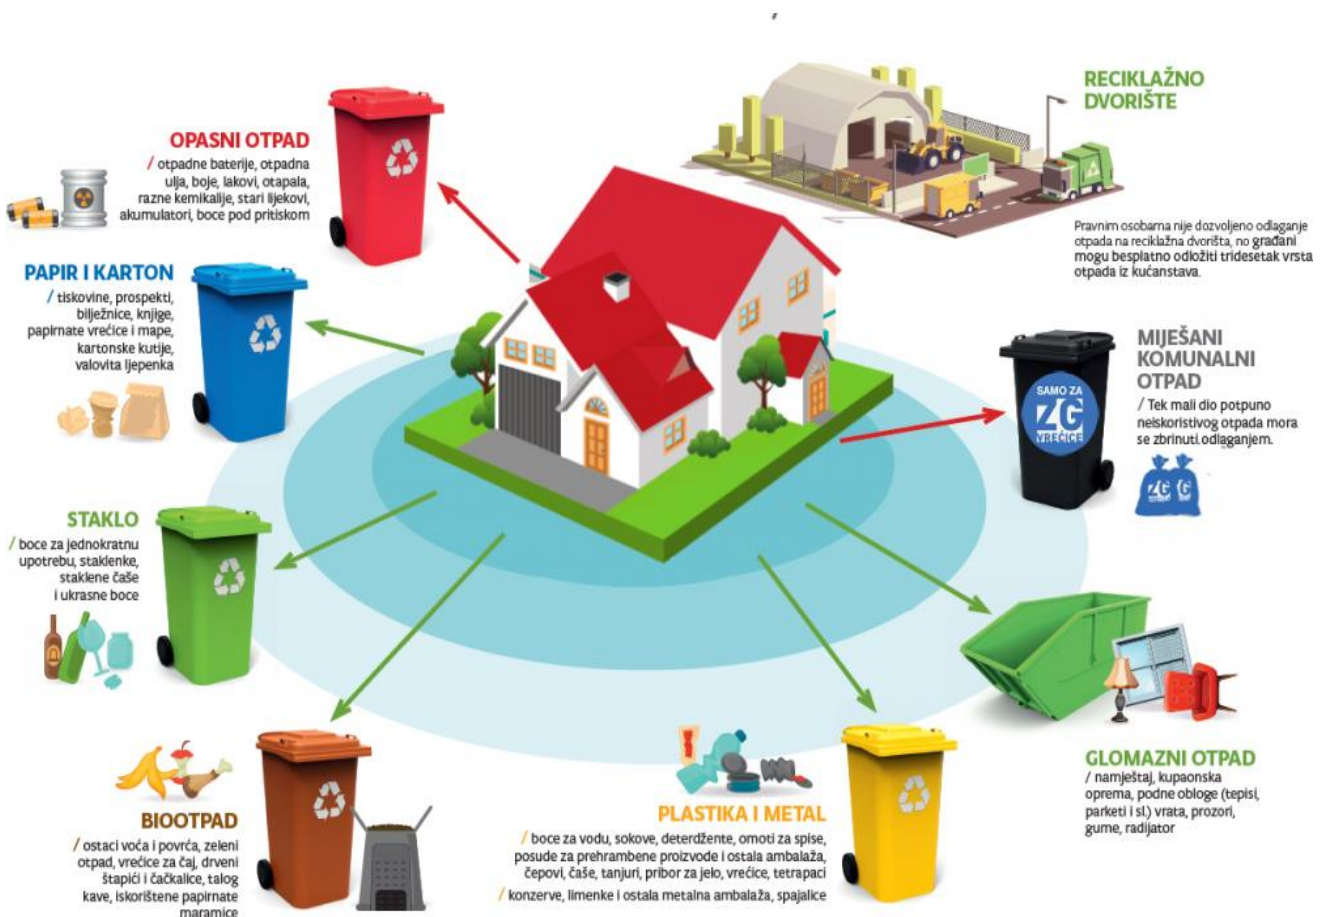 RECIKLAŽNO
DVORIŠTE
Pravnim osobama nije dozvoljeno odlaganje
otpada na reciklažna dvorišta, no građani
mogu besplatno odložiti tridesetak vrsta
otpada iz kućanstava.
OPASNI OTPAD
/ otpadne baterije, otpadna
ulja, boje, lakovi, otapala,
razne kemikalije, stari lijekovi,
akumulatori, boce pod pritiskom
PAPIR I KARTON
/ tiskovine, prospekti,
bilježnice, knjige,
papirnate vrećice i mape,
kartonske kutije,
valovita ljepenka
MIJEŠANI
KOMUNALNI
OTPAD
/ Tek mali dio potpuno
neiskoristivog otpada mora
se zbrinuti.odlaganjem.
SAMO ZA
ZG
VREĆICE
ZG
ZG
STAKLO
/ boce za jednokratnu
upotrebu, staklenke,
staklene čaše
i ukrasne boce
BIOOTPAD
/ ostaci voća i povrća, zeleni
otpad, vrećice za čaj, drveni
štapići i čačkalice, talog
kave, iskorištene papirnate
maramice
PLASTIKA I METAL
/ boce za vodu, sokove, deterdžente, omoti za spise,
posude za prehrambene proizvode i ostala ambalaža,
čepovi, čaše, tanjuri, pribor za jelo, vrećice, tetrapaci
/ konzerve, limenke i ostala metalna ambalaža, spajalice
GLOMAZNI OTPAD
/ namještaj, kupaonska
oprema, podne obloge (tepisi,
parketi i sl.) vrata, prozori,
gume, radijator